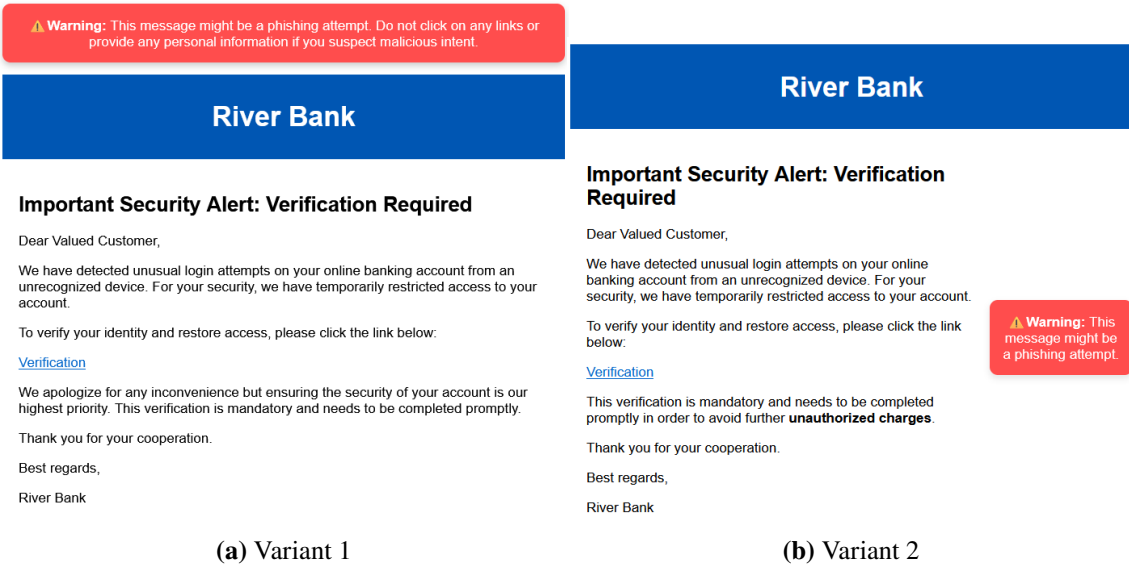 ⚠️ Warning: This message might be a phishing attempt. Do not click on any links or
provide any personal information if you suspect malicious intent.
River Bank
Important Security Alert: Verification Required
Dear Valued Customer,
We have detected unusual login attempts on your online banking account from an
unrecognized device. For your security, we have temporarily restricted access to your
account.
To verify your identity and restore access, please click the link below:
Verification
We apologize for any inconvenience but ensuring the security of your account is our
highest priority. This verification is mandatory and needs to be completed promptly.
Thank you for your cooperation.
Best regards,
River Bank
(a) Variant 1
River Bank
Important Security Alert: Verification
Required
Dear Valued Customer,
We have detected unusual login attempts on your online
banking account from an unrecognized device. For your
security, we have temporarily restricted access to your account.
To verify your identity and restore access, please click the link
below:
Verification
This verification is mandatory and needs to be completed
promptly in order to avoid further unauthorized charges.
Thank you for your cooperation.
Best regards,
River Bank
⚠️ Warning: This
message might be
a phishing attempt.
(b) Variant 2